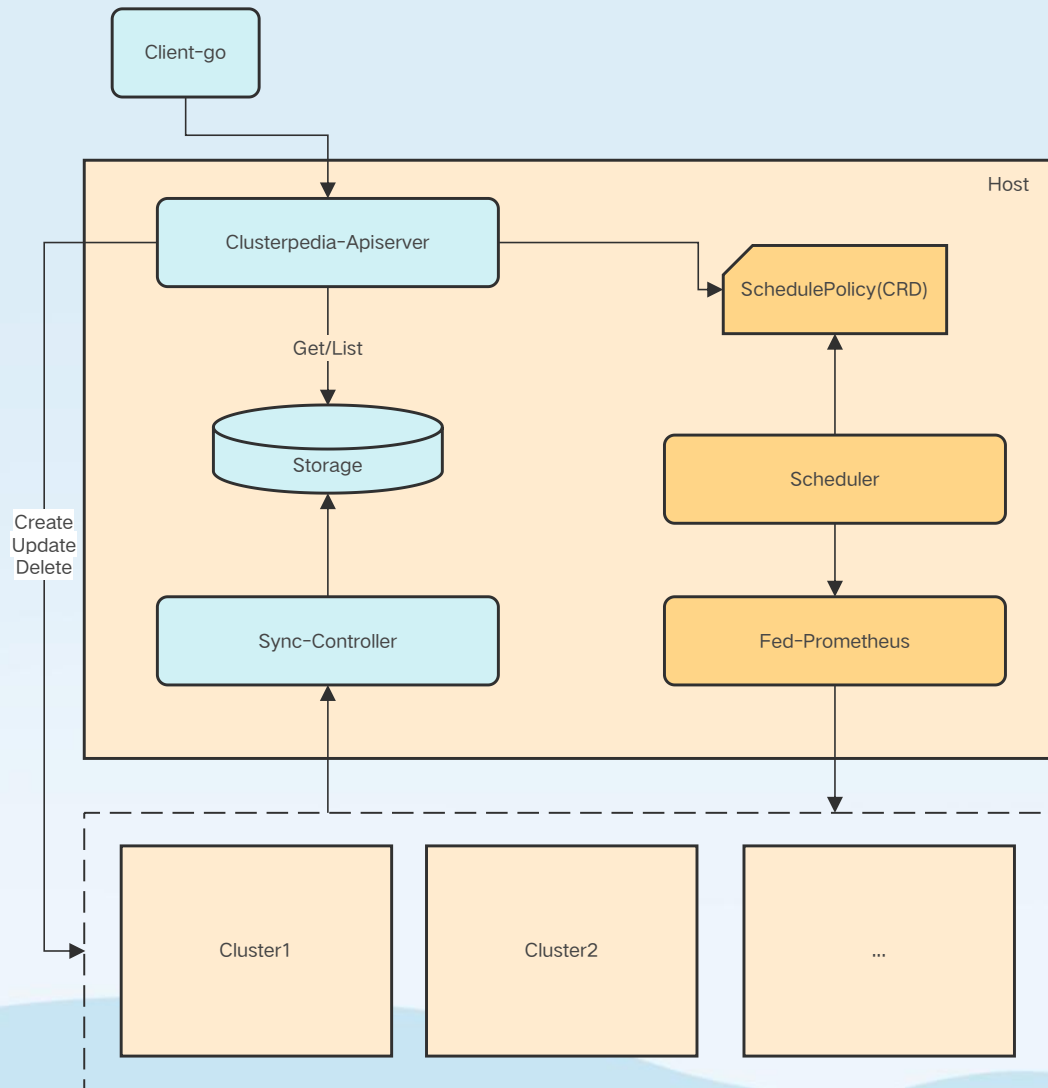 Client-go
Host
Clusterpedia-Apiserver
SchedulePolicy(CRD)
Get/List
Storage
Scheduler
Create
Update
Delete
Sync-Controller
Fed-Prometheus
Cluster1
Cluster2
...